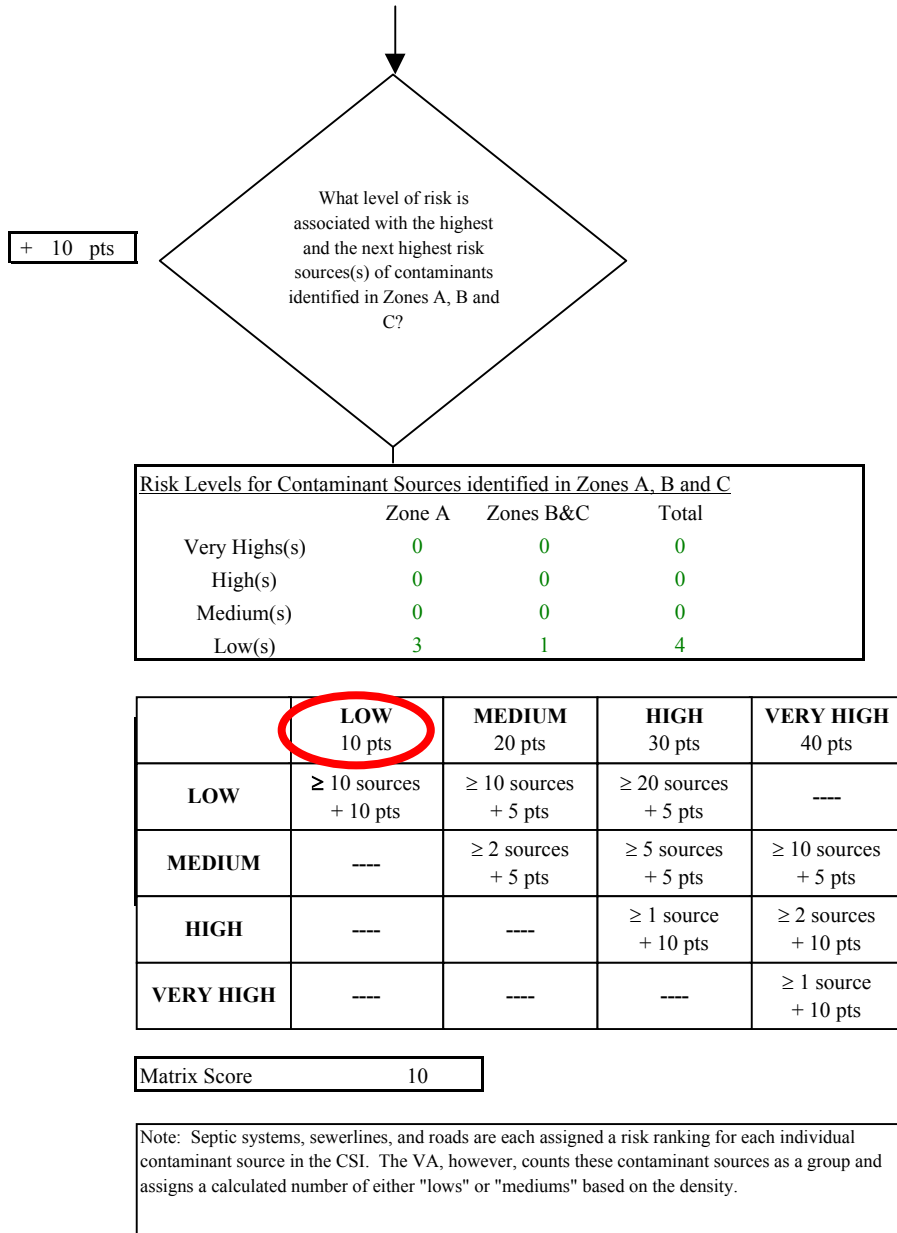 What level of risk is
associated with the highest
and the next highest risk
sources(s) of contaminants
identified in Zones A, B and
C?
+ 10 pts
Risk Levels for Contaminant Sources identified in Zones A, B and C
Zone A Zones B&C Total
Very Highs(s) 0 0 0
High(s) 0 0 0
Medium(s) 0 0 0
Low(s) 3 1 4
LOW MEDIUM HIGH VERY HIGH
10 pts 20 pts 30 pts 40 pts
LOW ≥ 10 sources ≥ 10 sources ≥ 20 sources ----
+ 10 pts + 5 pts + 5 pts
MEDIUM ---- ≥ 2 sources ≥ 5 sources ≥ 10 sources
+ 5 pts + 5 pts + 5 pts
HIGH ---- ---- ≥ 1 source ≥ 2 sources
+ 10 pts + 10 pts
VERY HIGH ---- ---- ---- ≥ 1 source
+ 10 pts
Matrix Score 10
Note: Septic systems, sewerlines, and roads are each assigned a risk ranking for each individual
contaminant source in the CSI. The VA, however, counts these contaminant sources as a group and
assigns a calculated number of either "lows" or "mediums" based on the density.